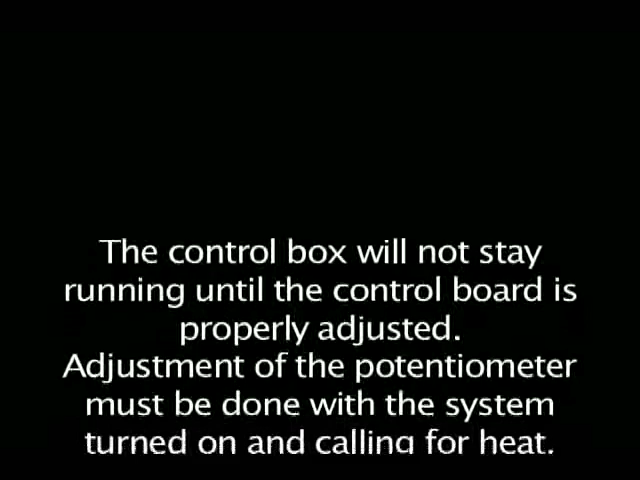 The control box will not stay
running until the control board is
properly adjusted.
Adjustment of the potentiometer
must be done with the system
turned on and calling for heat.